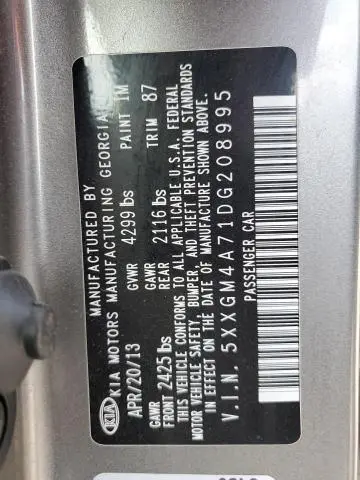 MANUFACTURED BY
KIA KIA MOTORS MANUFACTURING GEORGIA
APR/20/13 GVWR 4299 lbs PAINT 1M
GAWR FRONT 2425 lbs GAWR REAR 2116 lbs TRIM 87
THIS VEHICLE CONFORMS TO ALL APPLICABLE U.S.A. FEDERAL
MOTOR VEHICLE SAFETY, BUMPER, AND THEFT PREVENTION STANDARDS
IN EFFECT ON THE DATE OF MANUFACTURE SHOWN ABOVE.
V.I.N. 5XXGM4A71DG208995
PASSENGER CAR